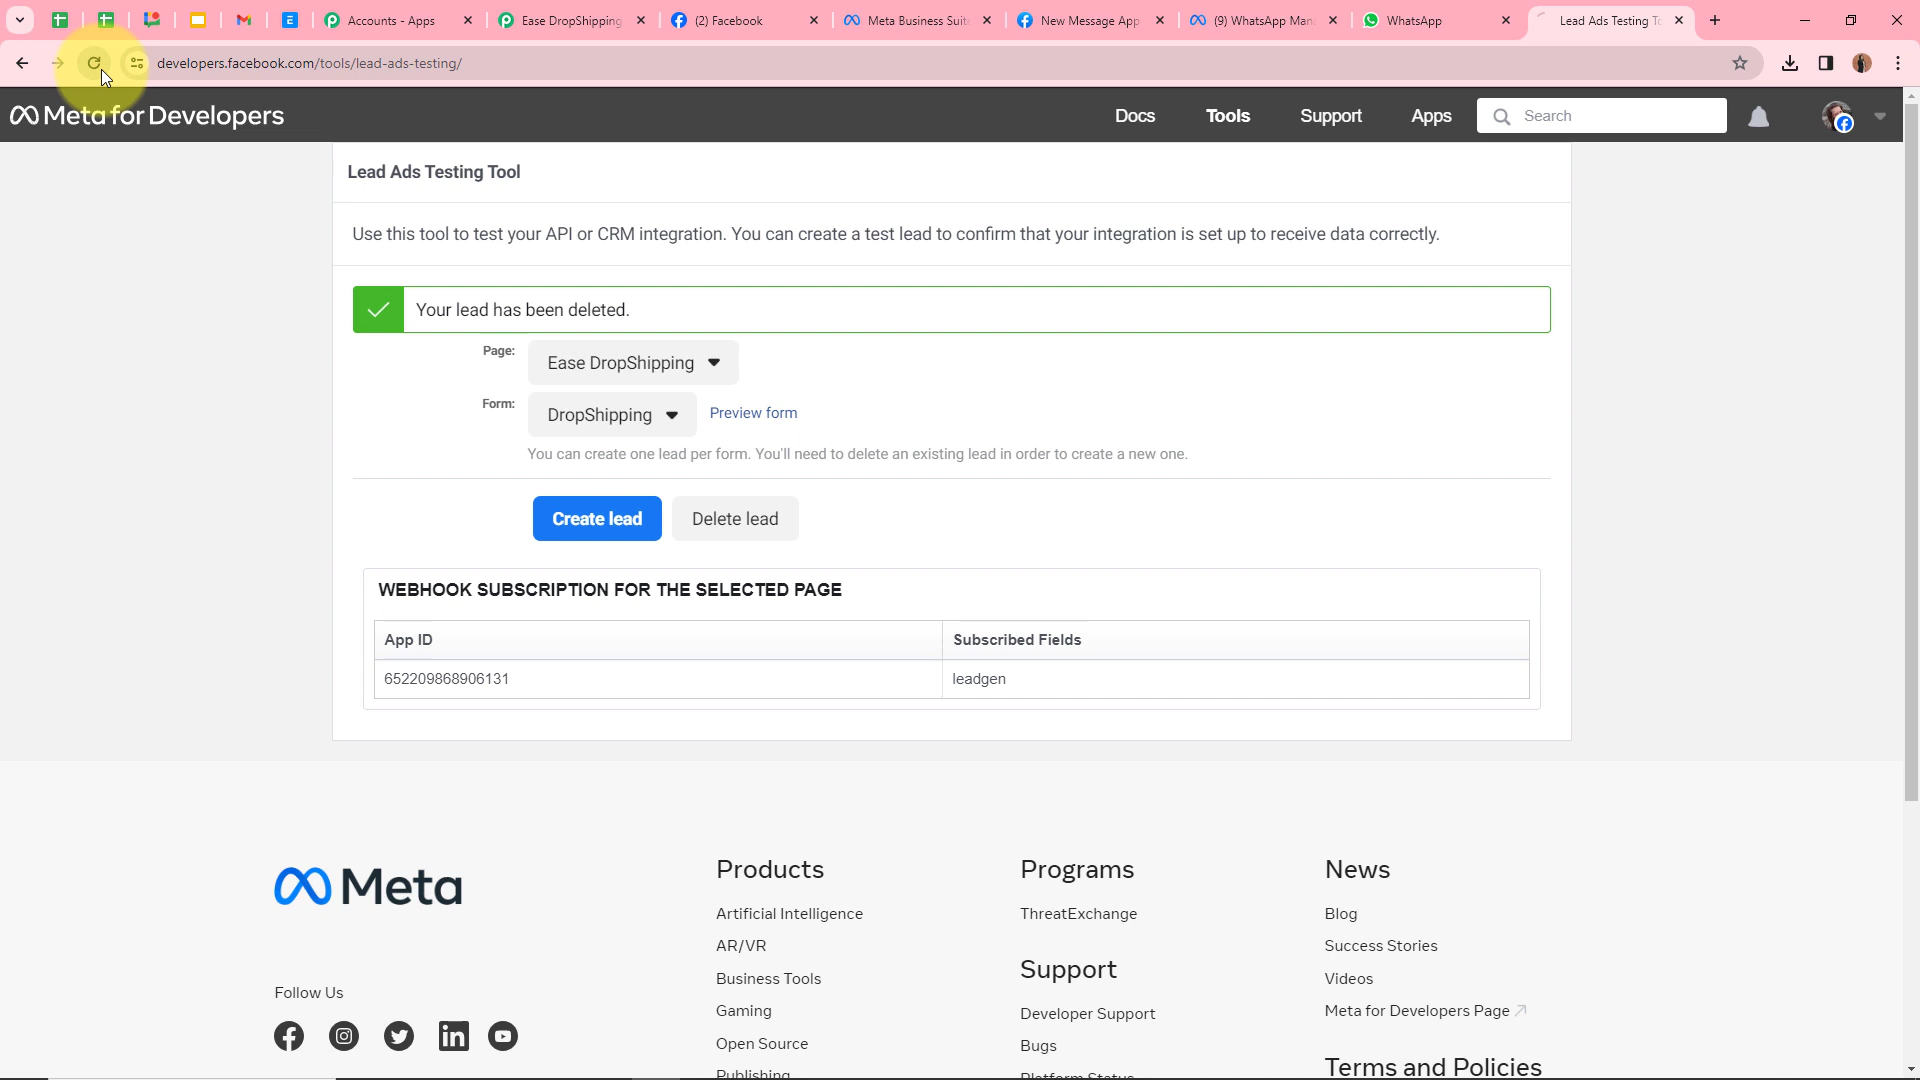 Accounts - Apps
Ease DropShipping
(2) Facebook
Meta Business Suit
New Message App
(9) WhatsApp Man
WhatsApp
Lead Ads Testing To
developers.facebook.com/tools/lead-ads-testing/
Meta for Developers
Docs
Tools
Support
Apps
Search
Lead Ads Testing Tool
Use this tool to test your API or CRM integration. You can create a test lead to confirm that your integration is set up to receive data correctly.
Your lead has been deleted.
Page:
Ease DropShipping
Form:
DropShipping
Preview form
You can create one lead per form. You'll need to delete an existing lead in order to create a new one.
Create lead
Delete lead
WEBHOOK SUBSCRIPTION FOR THE SELECTED PAGE
App ID
Subscribed Fields
652209868906131
leadgen
Meta
Follow Us
Products
Artificial Intelligence
AR/VR
Business Tools
Gaming
Open Source
Publishing
Programs
ThreatExchange
Support
Developer Support
Bugs
Platform Status
News
Blog
Success Stories
Videos
Meta for Developers Page
Terms and Policies